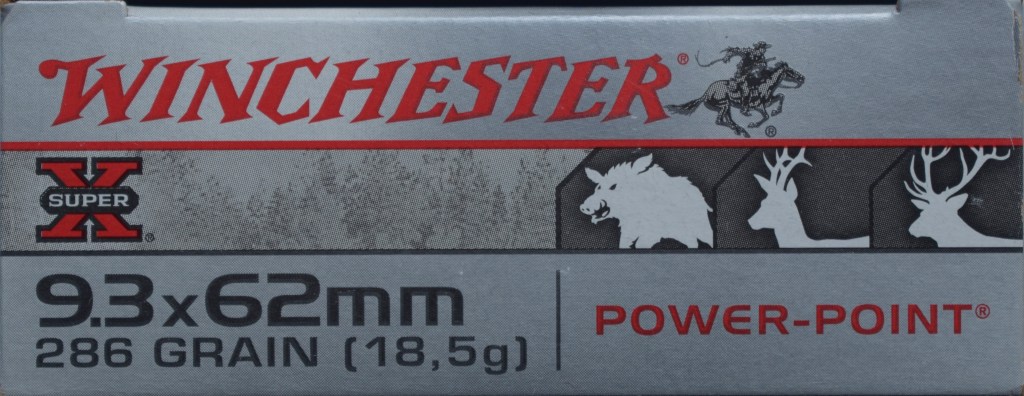 WINCHESTER®
®
SUPER X®
9.3x62mm
286 GRAIN (18,5g)
POWER-POINT®